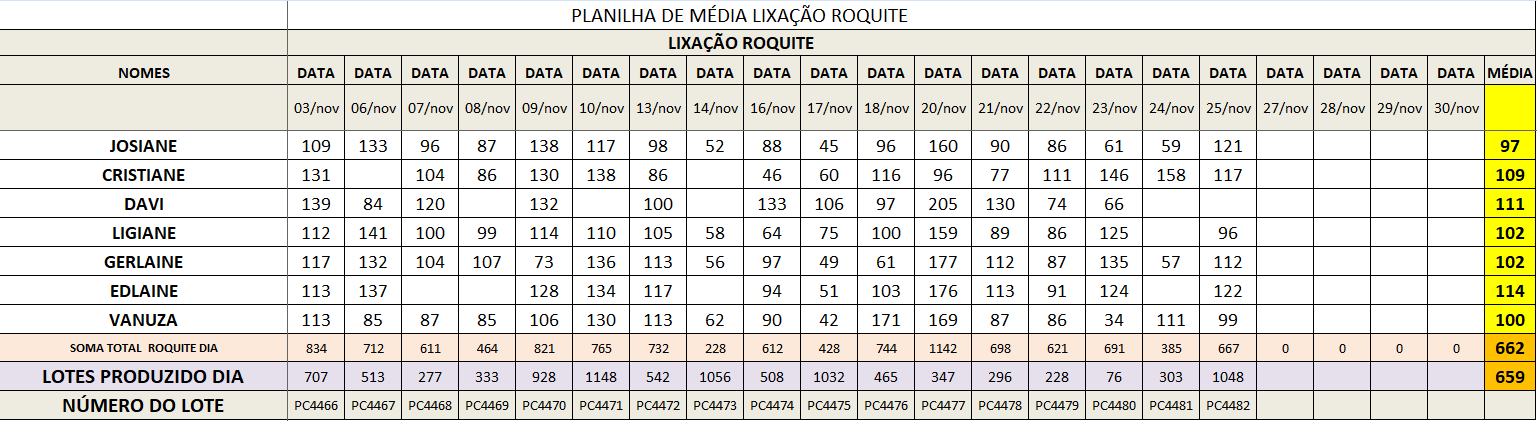 PLANILHA DE MÉDIA LIXAÇÃO ROQUITE
LIXAÇÃO ROQUITE
NOMES DATA DATA DATA DATA DATA DATA DATA DATA DATA DATA DATA DATA DATA DATA DATA DATA DATA DATA DATA DATA DATA MÉDIA
03/nov 06/nov 07/nov 08/nov 09/nov 10/nov 13/nov 14/nov 16/nov 17/nov 18/nov 20/nov 21/nov 22/nov 23/nov 24/nov 25/nov 27/nov 28/nov 29/nov 30/nov
JOSIANE 109 133 96 87 138 117 98 52 88 45 96 160 90 86 61 59 121 97
CRISTIANE 131 104 86 130 138 86 46 60 116 96 77 111 146 158 117 109
DAVI 139 84 120 132 100 133 106 97 205 130 74 66 111
LIGIANE 112 141 100 99 114 110 105 58 64 75 100 159 89 86 125 96 102
GERLAINE 117 132 104 107 73 136 113 56 97 49 61 177 112 87 135 57 112 102
EDLAINE 113 137 128 134 117 94 51 103 176 113 91 124 122 114
VANUZA 113 85 87 85 106 130 113 62 90 42 171 169 87 86 34 111 99 100
SOMA TOTAL ROQUITE DIA 834 712 611 464 821 765 732 228 612 428 744 1142 698 621 691 385 667 0 0 0 0 662
LOTES PRODUZIDO DIA 707 513 277 333 928 1148 542 1056 508 1032 465 347 296 228 76 303 1048 659
NÚMERO DO LOTE PC4466 PC4467 PC4468 PC4469 PC4470 PC4471 PC4472 PC4473 PC4474 PC4475 PC4476 PC4477 PC4478 PC4479 PC4480 PC4481 PC4482